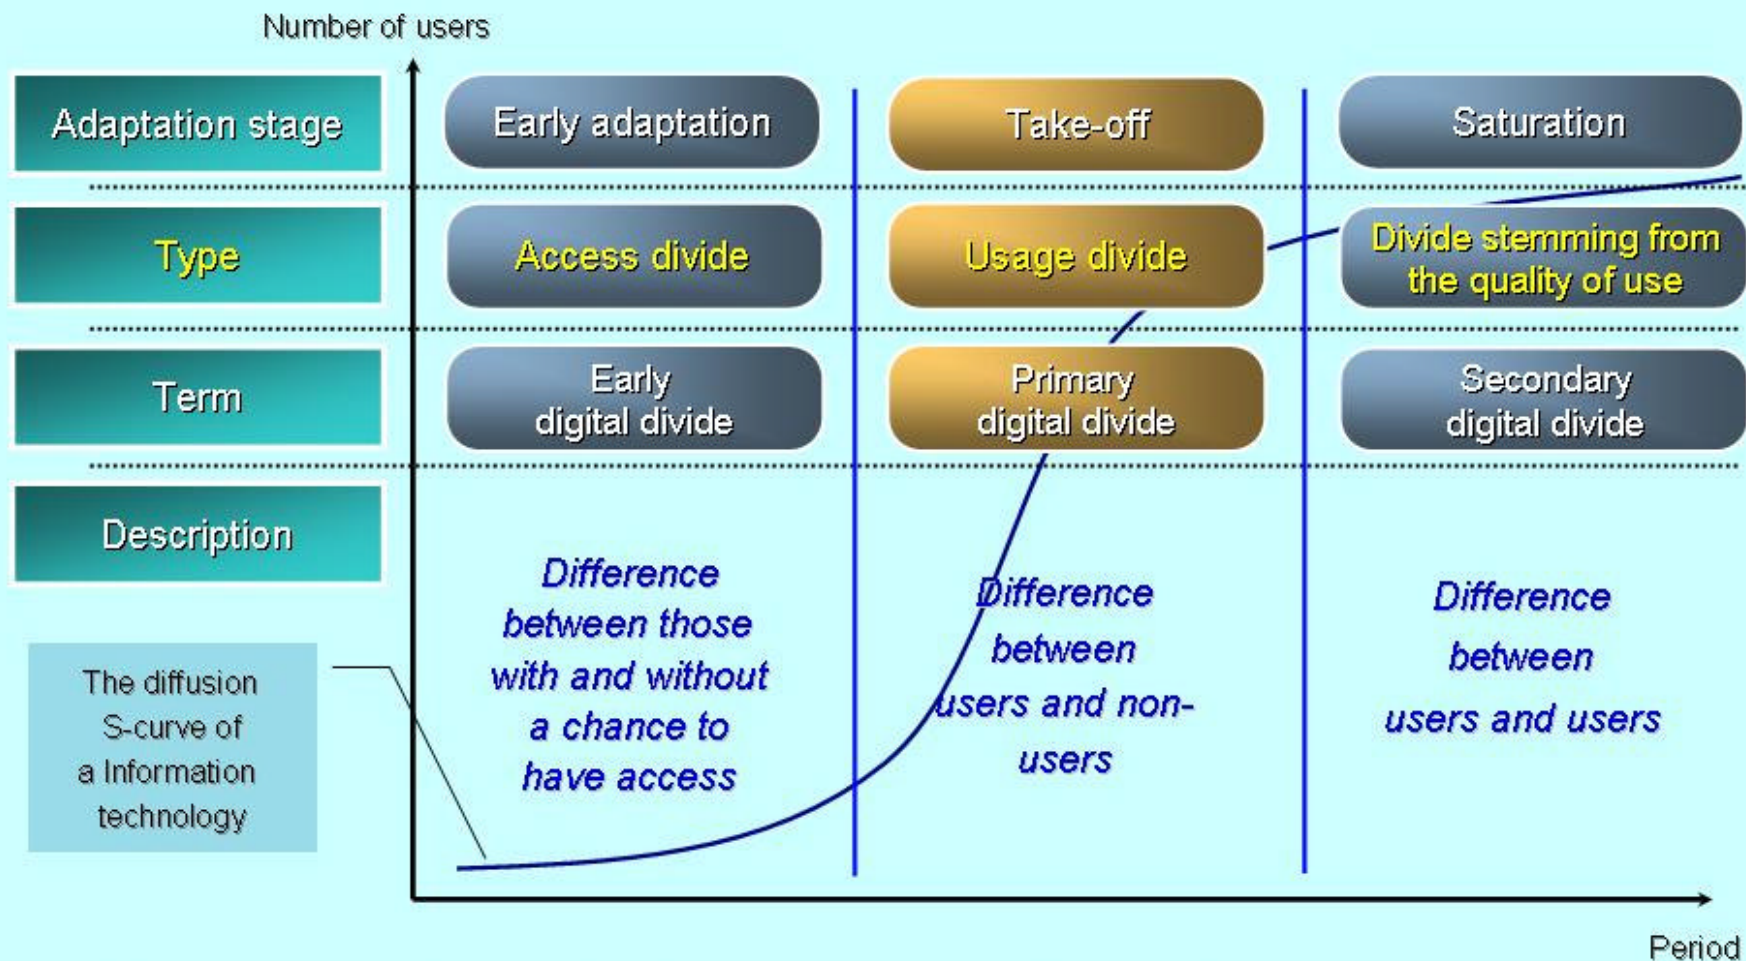 Number of users
Adaptation stage
Early adaptation
Take-off
Saturation
Type
Access divide
Usage divide
Divide stemming from
the quality of use
Term
Early
digital divide
Primary
digital divide
Secondary
digital divide
Description
Difference
between those
with and without
a chance to
have access
Difference
between
users and non-
users
Difference
between
users and users
The diffusion
S-curve of
a Information
technology
Period